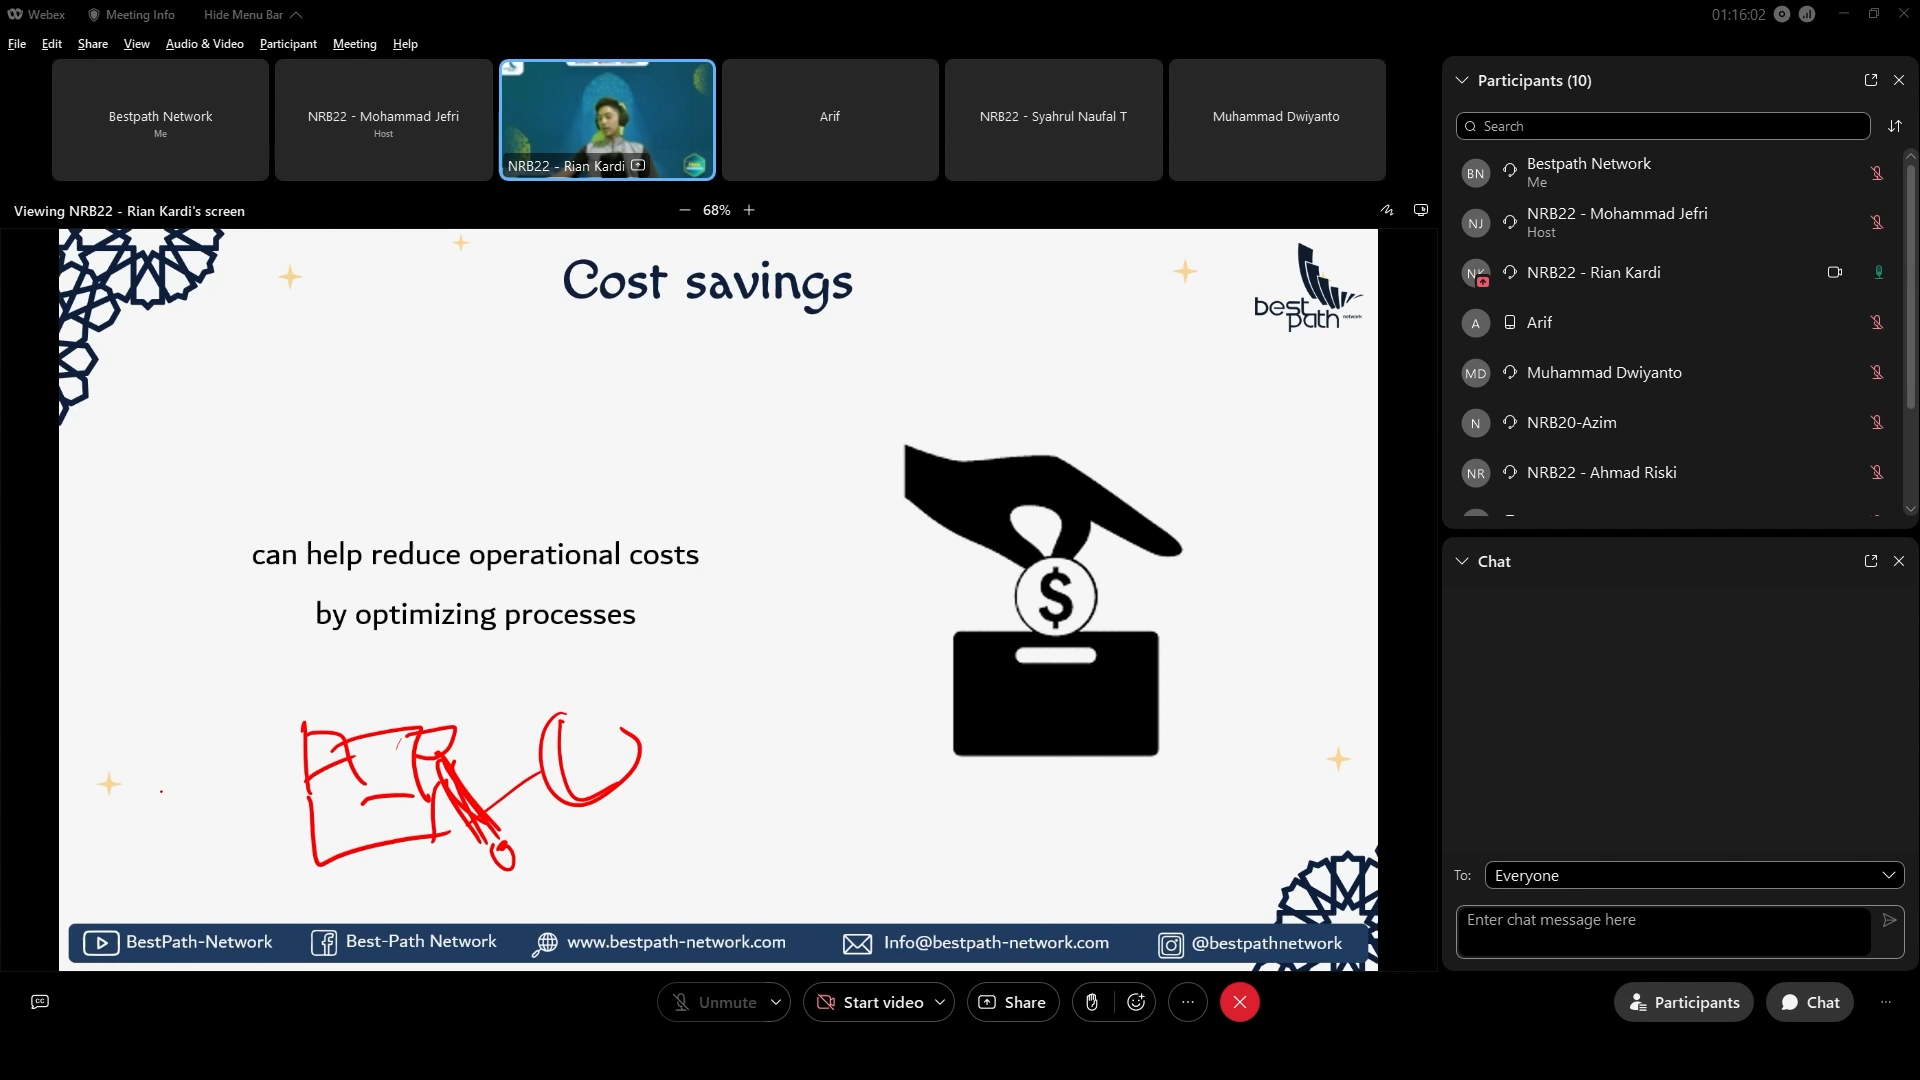 Webex
Meeting Info
Hide Menu Bar
01:16:02
File
Edit
Share
View
Audio & Video
Participant
Meeting
Help
Bestpath Network
Me
NRB22 - Mohammad Jefri
Host
NRB22 - Rian Kardi
Arif
NRB22 - Syahrul Naufal T
Muhammad Dwiyanto
Viewing NRB22 - Rian Kardi's screen
68%
Cost savings
best
path
network
can help reduce operational costs
by optimizing processes
$
BestPath-Network
Best-Path Network
www.bestpath-network.com
Info@bestpath-network.com
@bestpathnetwork
Participants (10)
Search
BN
Bestpath Network
Me
NJ
NRB22 - Mohammad Jefri
Host
NK
NRB22 - Rian Kardi
A
Arif
MD
Muhammad Dwiyanto
N
NRB20-Azim
NR
NRB22 - Ahmad Riski
Chat
To:
Everyone
Enter chat message here
CC
Unmute
Start video
Share
Participants
Chat